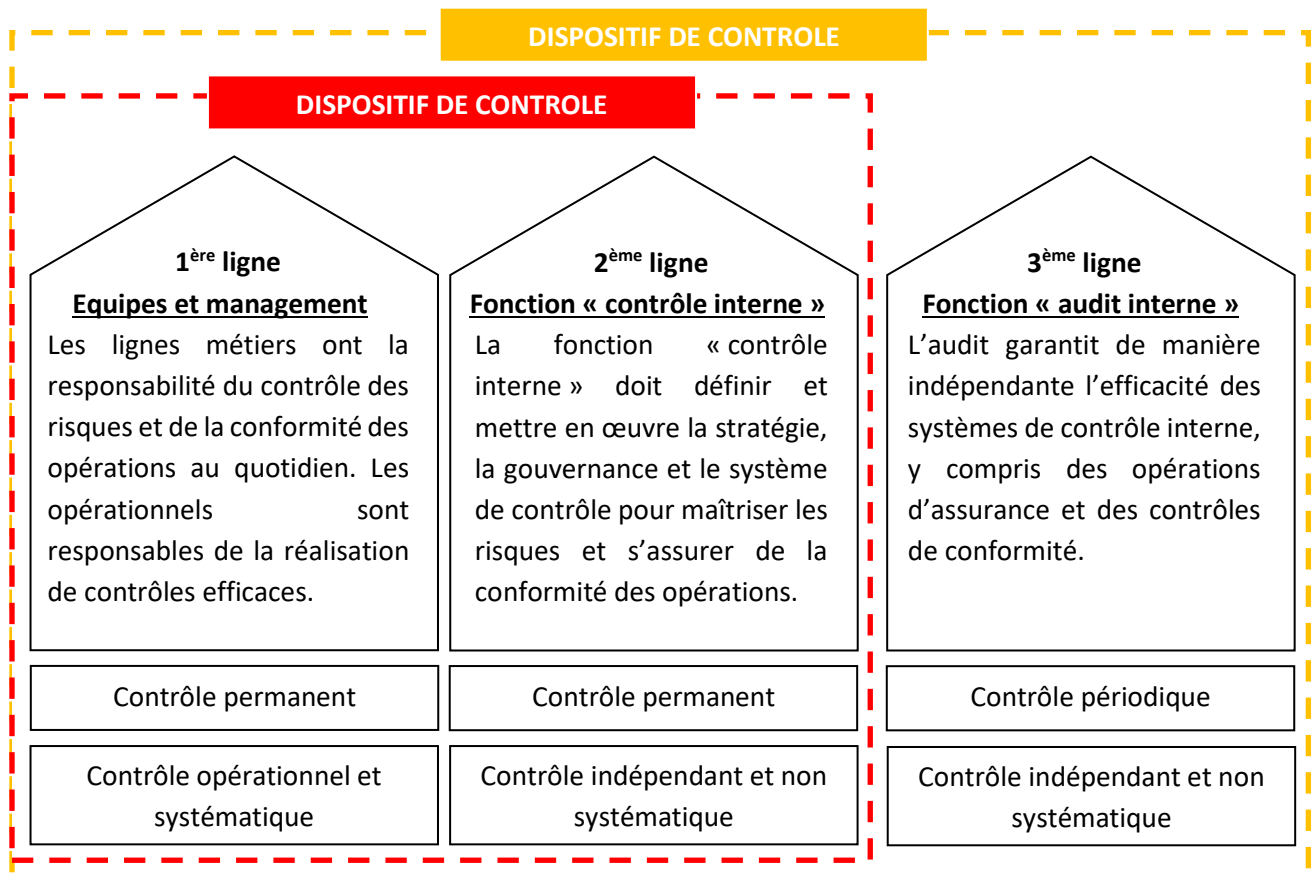 DISPOSITIF DE CONTROLE
DISPOSITIF DE CONTROLE
1ère ligne
Equipes et management
Les lignes métiers ont la
responsabilité du contrôle des
risques et de la conformité des
opérations au quotidien. Les
opérationnels sont
responsables de la réalisation
de contrôles efficaces.
Contrôle permanent
Contrôle opérationnel et
systématique
2ème ligne
Fonction « contrôle interne »
La fonction « contrôle
interne » doit définir et
mettre en œuvre la stratégie,
la gouvernance et le système
de contrôle pour maîtriser les
risques et s’assurer de la
conformité des opérations.
Contrôle permanent
Contrôle indépendant et non
systématique
3ème ligne
Fonction « audit interne »
L’audit garantit de manière
indépendante l’efficacité des
systèmes de contrôle interne,
y compris des opérations
d’assurance et des contrôles
de conformité.
Contrôle périodique
Contrôle indépendant et non
systématique